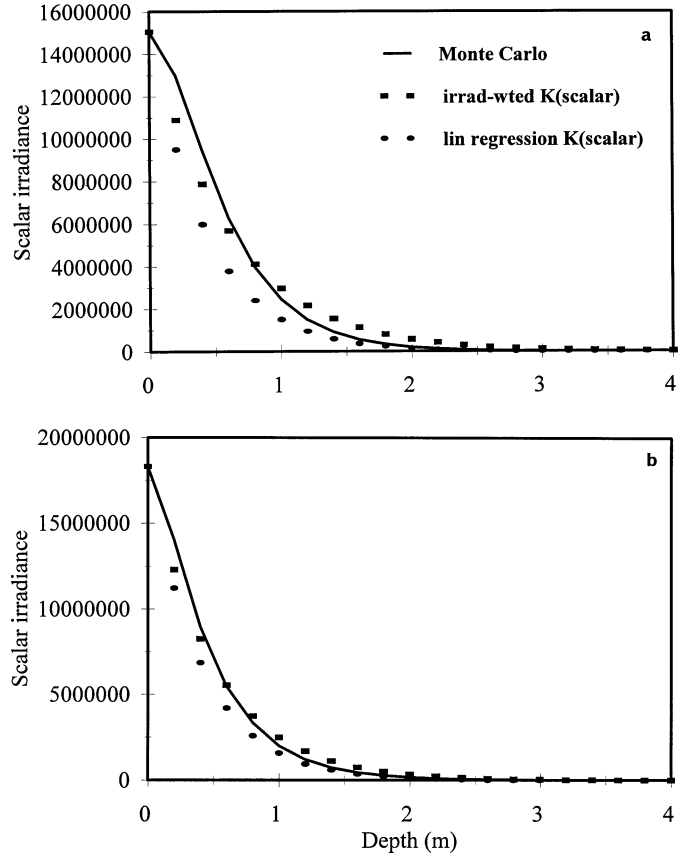 16000000
a
14000000
Monte Carlo
12000000
irrad-wted K(scalar)
10000000
lin regression K(scalar)
8000000
6000000
4000000
2000000
0
Scalar irradiance
0 1 2 3 4
20000000
b
15000000
10000000
5000000
0
Scalar irradiance
0 1 2 3 4
Depth (m)